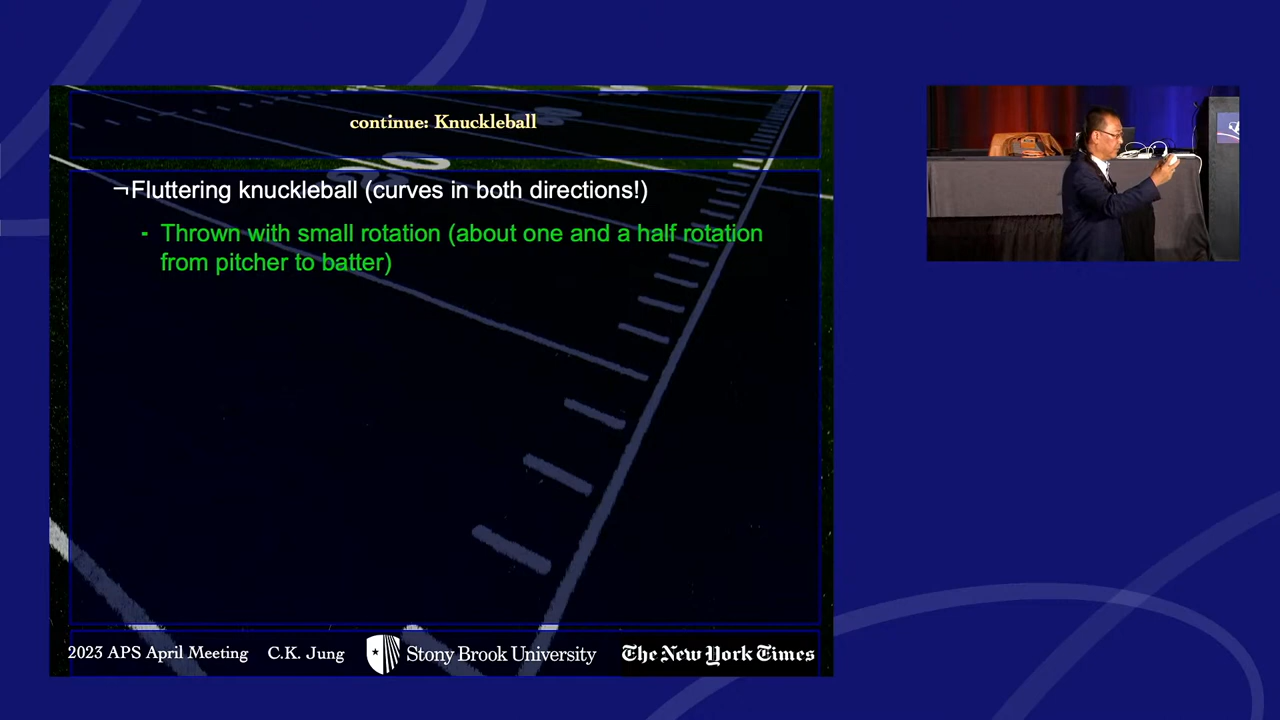 continue: Knuckleball
¬Fluttering knuckleball (curves in both directions!)
- Thrown with small rotation (about one and a half rotation
from pitcher to batter)
2023 APS April Meeting C.K. Jung Stony Brook University The New York Times